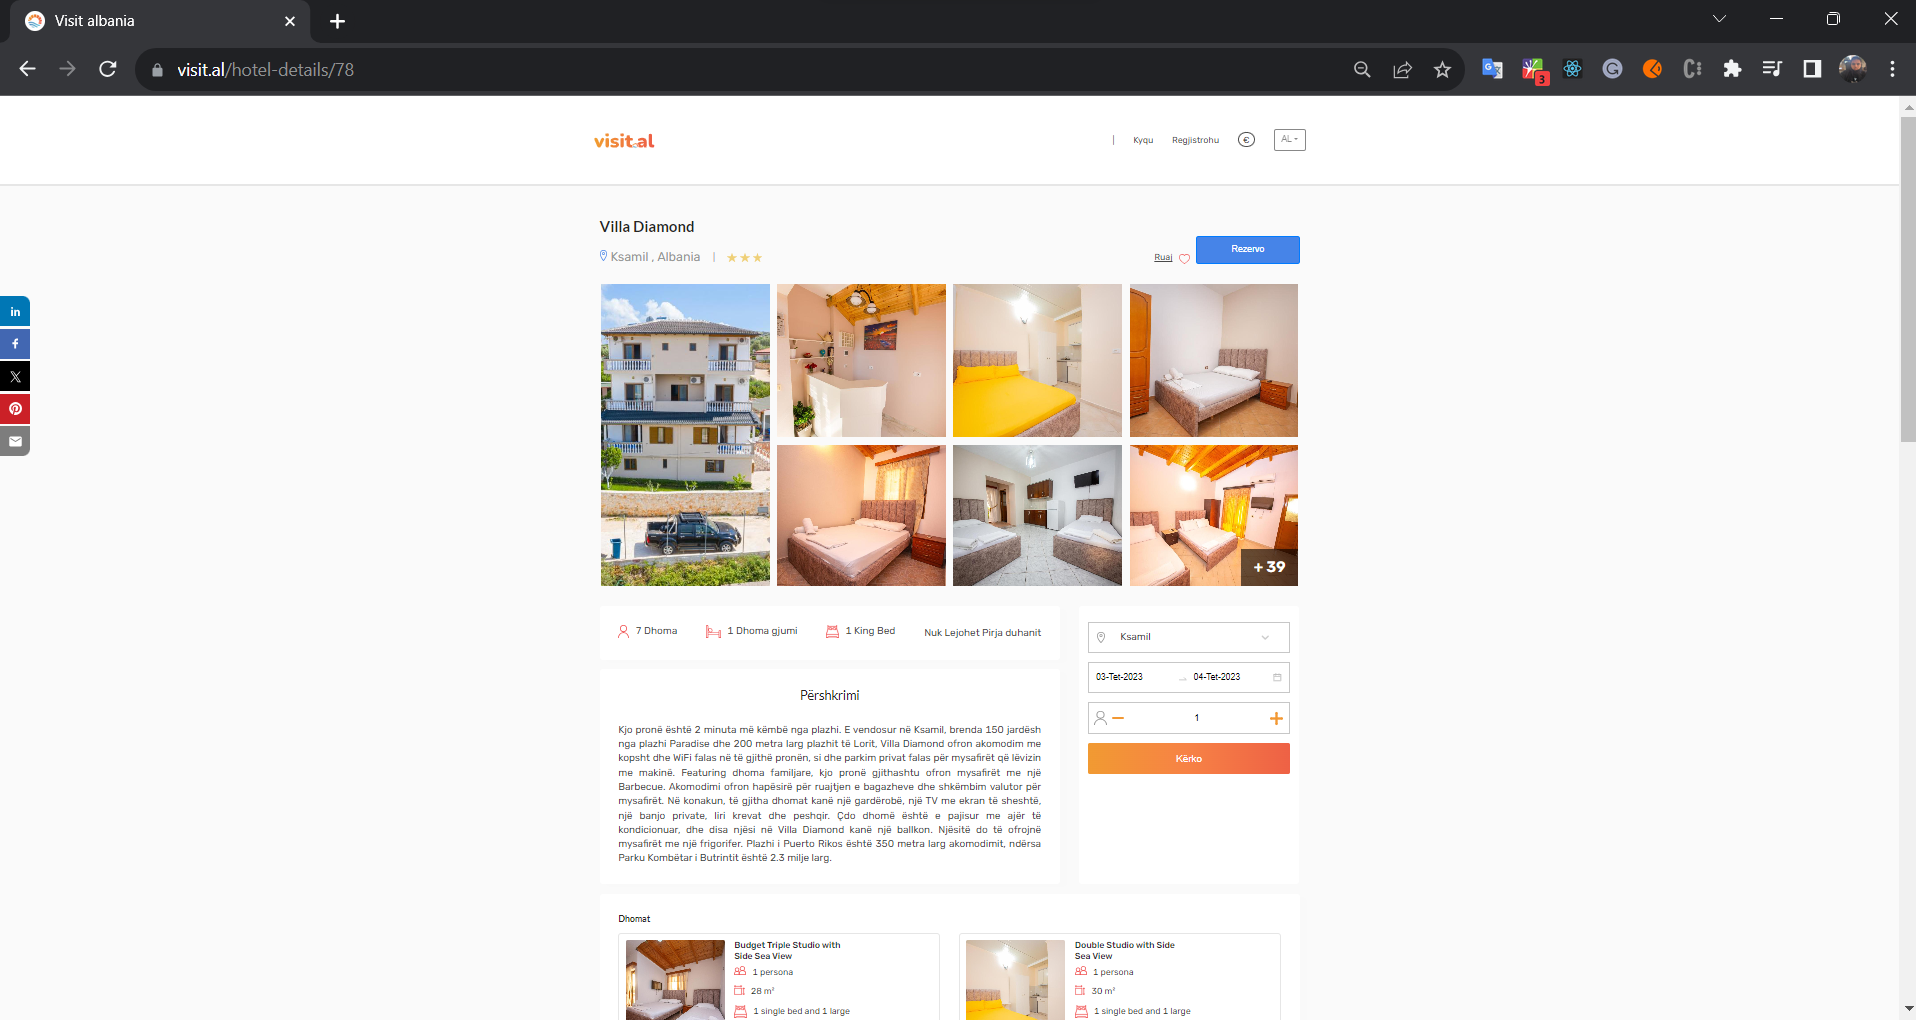 Visit albania
visit.al/hotel-details/78
3
visit.al
Kyqu
Regjistrohu
€
AL
Villa Diamond
Ksamil , Albania
Ruaj
Rezervo
in
f
X
+ 39
7 Dhoma
1 Dhoma gjumi
1 King Bed
Nuk Lejohet Pirja duhanit
Ksamil
03-Tet-2023
04-Tet-2023
1
Kërko
Përshkrimi
Kjo pronë është 2 minuta më këmbë nga plazhi. E vendosur në Ksamil, brenda 150 jardësh
nga plazhi Paradise dhe 200 metra larg plazhit të Lorit, Villa Diamond ofron akomodim me
kopsht dhe WiFi falas në të gjithë pronën, si dhe parkim privat falas për mysafirët që lëvizin
me makinë. Featuring dhoma familjare, kjo pronë gjithashtu ofron mysafirët me një
Barbecue. Akomodimi ofron hapësirë për ruajtjen e bagazheve dhe shkëmbim valutor për
mysafirët. Në konakun, të gjitha dhomat kanë një gardërobë, një TV me ekran të sheshtë,
një banjo private, liri krevat dhe peshqir. Çdo dhomë është e pajisur me ajër të
kondicionuar, dhe disa njësi në Villa Diamond kanë një ballkon. Njësitë do të ofrojnë
mysafirët me një frigorifer. Plazhi i Puerto Rikos është 350 metra larg akomodimit, ndërsa
Parku Kombëtar i Butrintit është 2.3 milje larg.
Dhomat
Budget Triple Studio with
Side Sea View
1 persona
28 m²
1 single bed and 1 large
Double Studio with Side
Sea View
1 persona
30 m²
1 single bed and 1 large